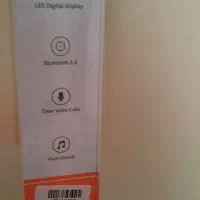 LED Digital display
Bluetooth 5.0
Clear Voice Calls
Pure Sound